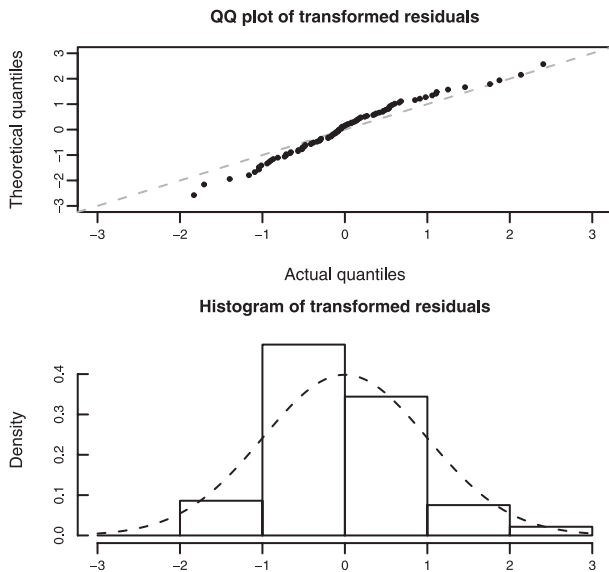 QQ plot of transformed residuals
Theoretical quantiles
3
2
1
0
−1
−2
−3
−3 −2 −1 0 1 2 3
Actual quantiles
Histogram of transformed residuals
Density
0.4
0.3
0.2
0.1
0.0
−3 −2 −1 0 1 2 3